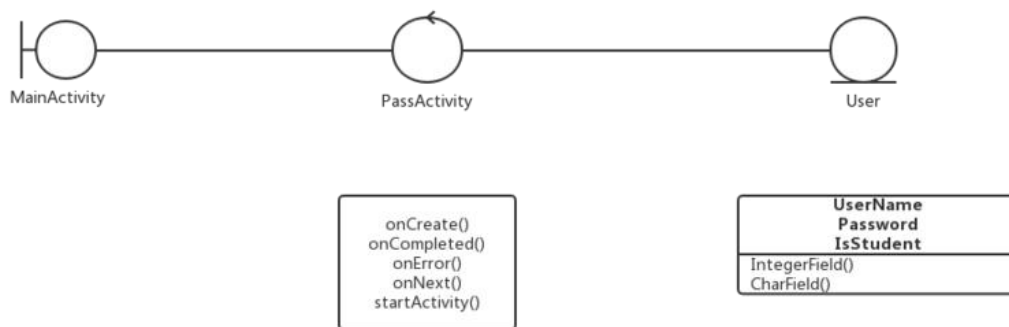 MainActivity
PassActivity
User
onCreate()
onCompleted()
onError()
onNext()
startActivity()
UserName
Password
IsStudent
IntegerField()
CharField()